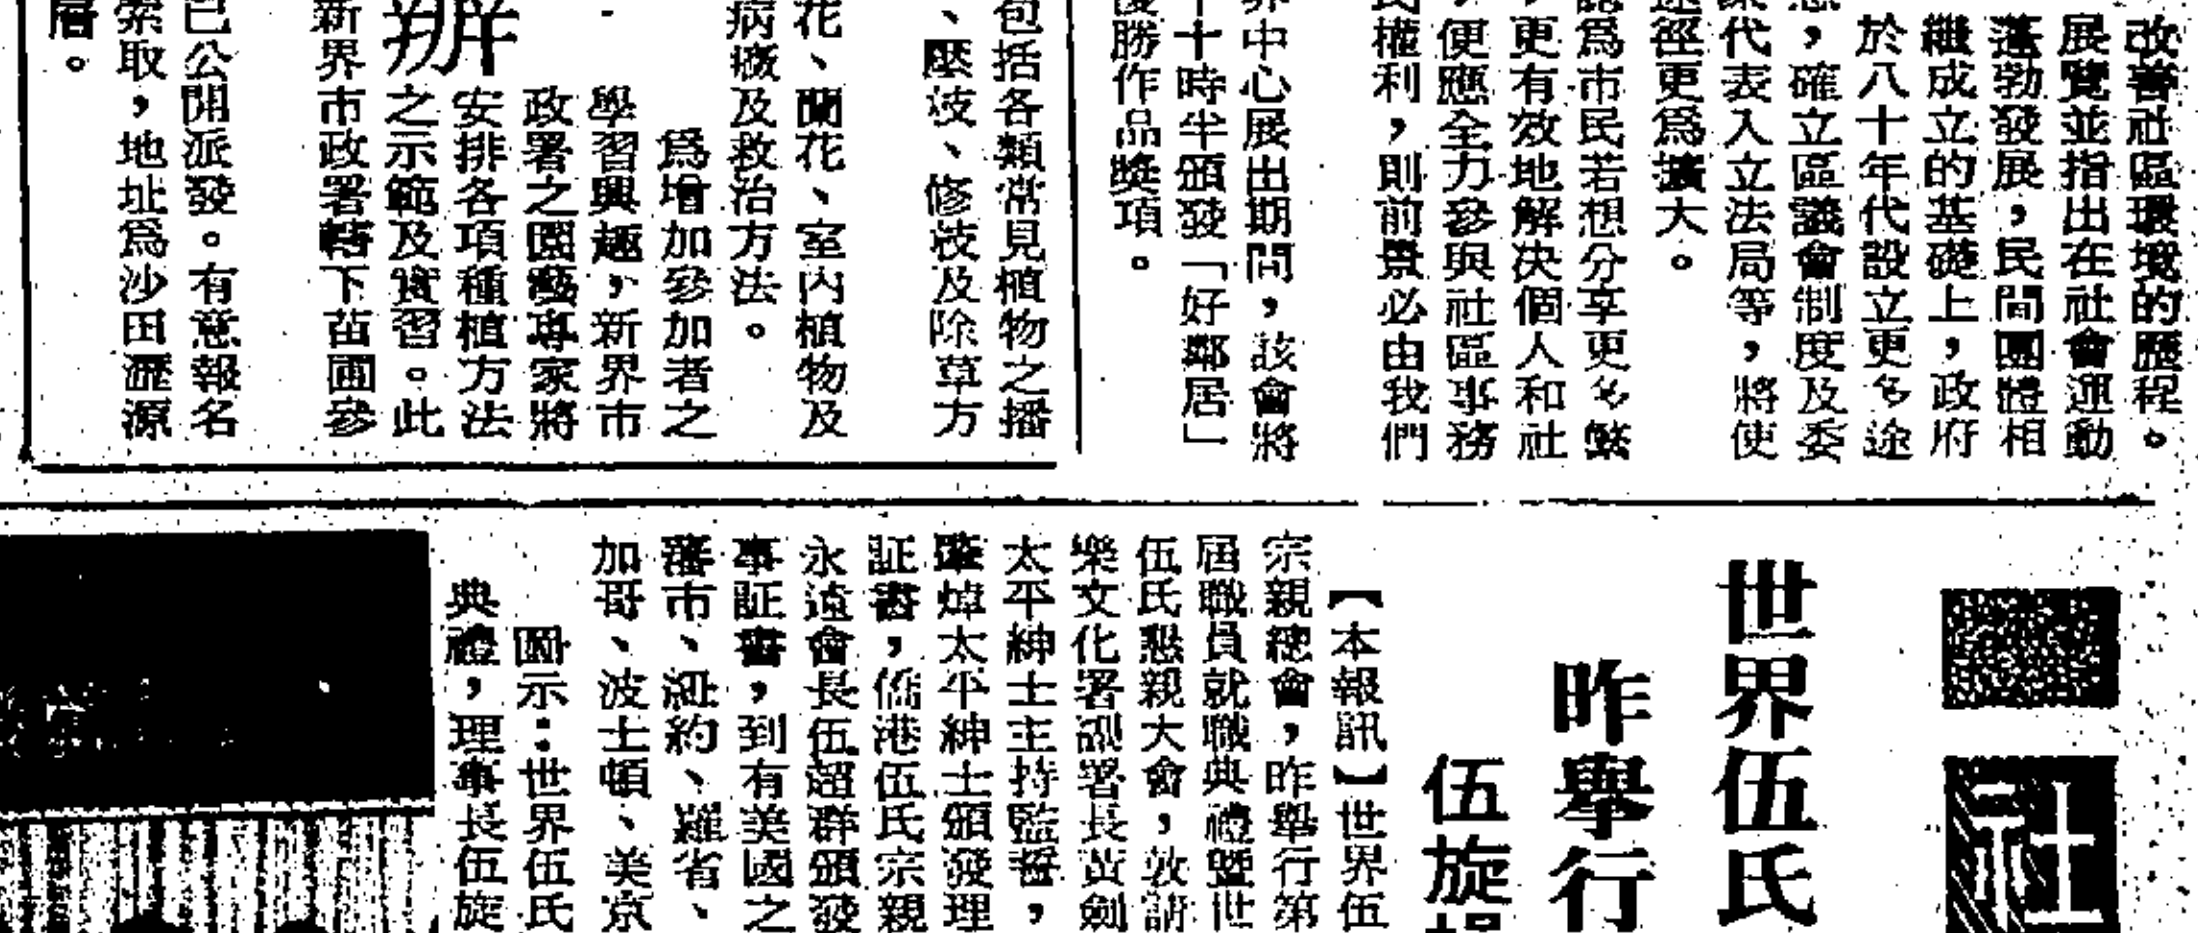 改善社區環境的歷程。
展覽並指出在社會運動
蓬勃發展，民間團體相
繼成立的基礎上，政府
於八十年代設立更多途
，確立區議會制度及委
代表入立法局等，將使
途徑更爲擴大。
認爲市民若想分享更多繁
，更有效地解決個人和社
，便應全力參與社區事務
民權利，則前景必由我們
界中心展出期間，該會將
十時半頒發「好鄰居」
優勝作品獎項。
包括各類常見植物之播
、壓枝、修枝及除草方
花、蘭花、室內植物及
病癥及救治方法。
爲增加參加者之
學習興趣，新界市
政署之園藝專家將
安排各項種植方法
之示範及實習。此
辦
新界市政署轄下苗圃參
已公開派發。有意報名
索取，地址爲沙田瀝源
層。
社
世界伍氏
昨舉行
伍旋
【本報訊】世界伍
宗親總會，昨舉行第
屆職員就職典禮暨世
伍氏懇親大會，敦請
樂文化署副署長黃劍
太平紳士主持監誓，
焯太平紳士頒發理
証書，僑港伍氏宗親
永遠會長伍超群頒發
事証書，到有美國之
藩市、紐約、羅省、
加哥、波士頓、美京
圖示：世界伍氏
典禮，理事長伍旋